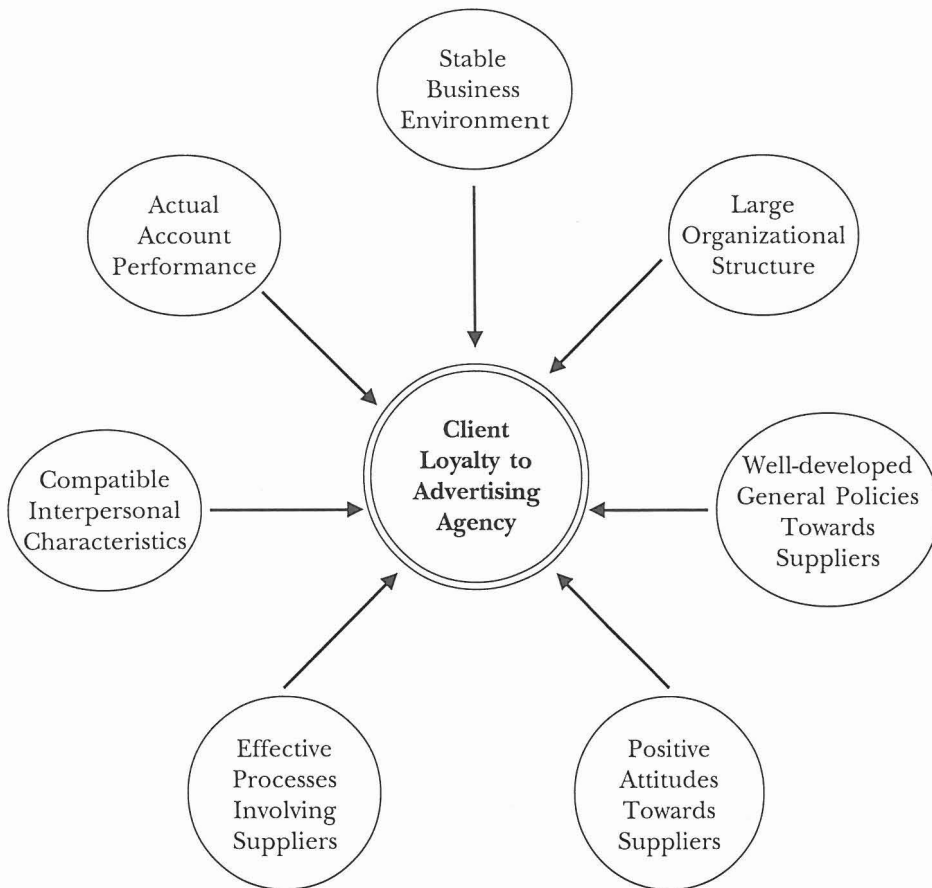 Stable
Business
Environment
Actual
Account
Performance
Large
Organizational
Structure
Client
Loyalty to
Advertising
Agency
Compatible
Interpersonal
Characteristics
Well-developed
General Policies
Towards
Suppliers
Effective
Processes
Involving
Suppliers
Positive
Attitudes
Towards
Suppliers